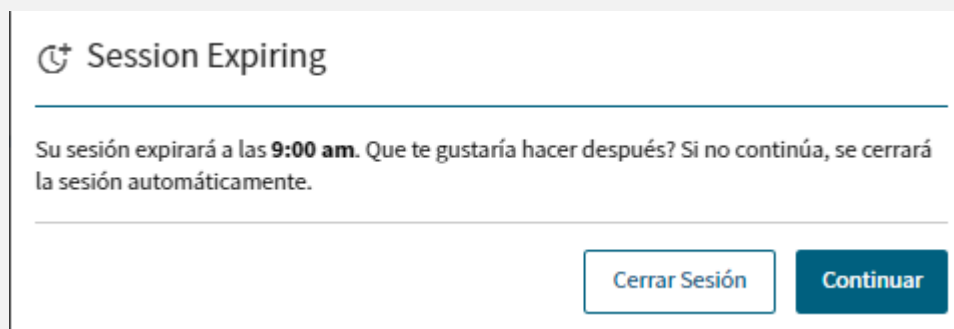 Session Expiring
Su sesión expirará a las 9:00 am. Que te gustaría hacer después? Si no continúa, se cerrará
la sesión automáticamente.
Cerrar Sesión
Continuar